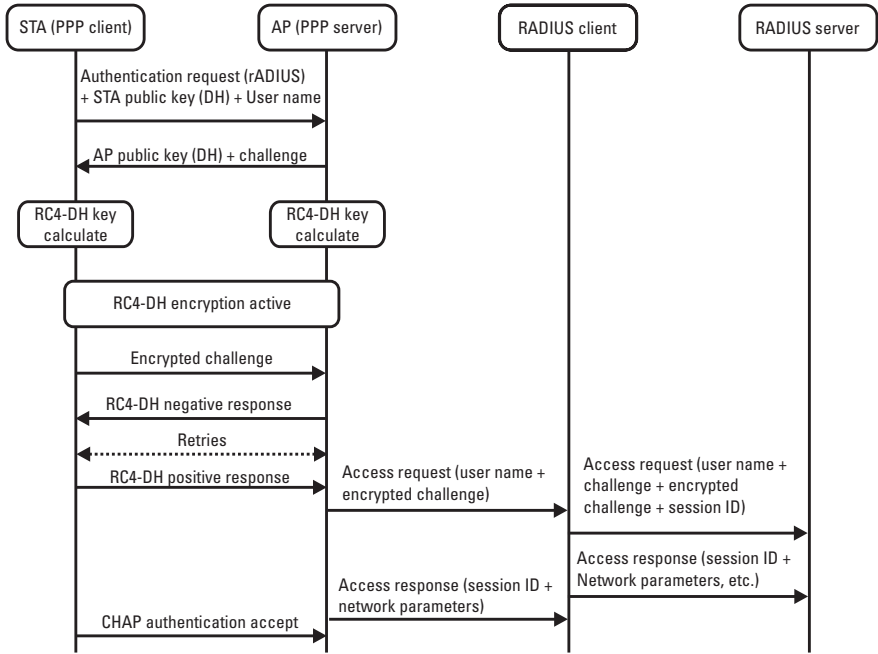 STA (PPP client)
AP (PPP server)
RADIUS client
RADIUS server
Authentication request (rADIUS)
+ STA public key (DH) + User name
AP public key (DH) + challenge
RC4-DH key
calculate
RC4-DH key
calculate
RC4-DH encryption active
Encrypted challenge
RC4-DH negative response
Retries
RC4-DH positive response
Access request (user name +
encrypted challenge)
Access request (user name +
challenge + encrypted
challenge + session ID)
Access response (session ID +
Network parameters, etc.)
Access response (session ID +
network parameters)
CHAP authentication accept